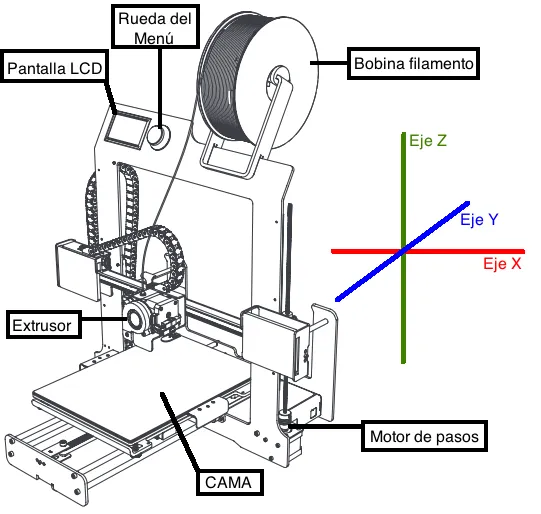 Rueda del
Menú
Pantalla LCD
Bobina filamento
Eje Z
Eje Y
Eje X
Extrusor
Motor de pasos
CAMA